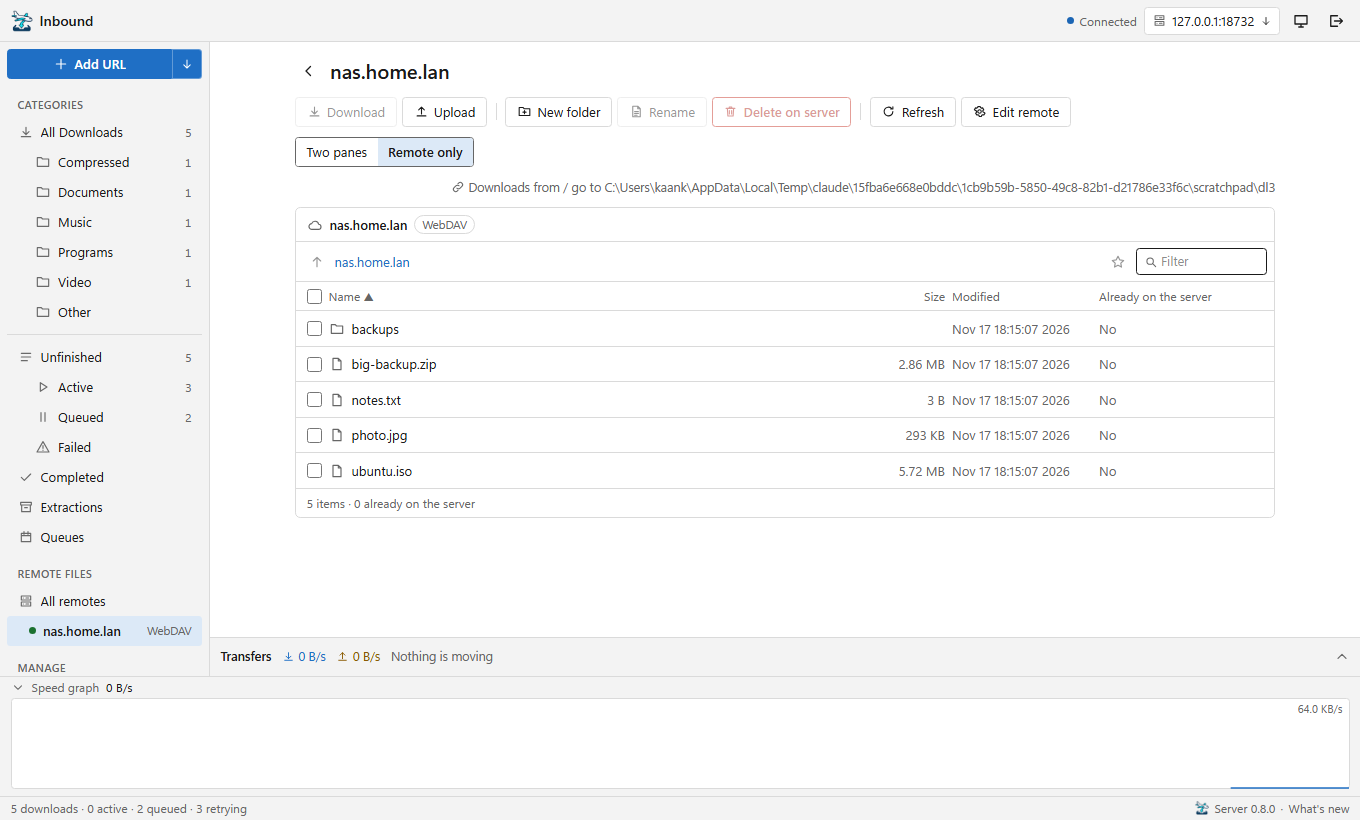 Inbound
Connected
127.0.0.1:18732
Add URL
CATEGORIES
All Downloads 5
Compressed 1
Documents 1
Music 1
Programs 1
Video 1
Other
Unfinished 5
Active 3
Queued 2
Failed
Completed
Extractions
Queues
REMOTE FILES
All remotes
nas.home.lan WebDAV
MANAGE
nas.home.lan
Download Upload New folder Rename Delete on server Refresh Edit remote
Two panes Remote only
Downloads from / go to C:\Users\kaank\AppData\Local\Temp\claude\15fba6e668e0bddc\1cb9b59b-5850-49c8-82b1-d21786e33f6c\scratchpad\dl3
nas.home.lan WebDAV
nas.home.lan Filter
Name Size Modified Already on the server
backups Nov 17 18:15:07 2026 No
big-backup.zip 2.86 MB Nov 17 18:15:07 2026 No
notes.txt 3 B Nov 17 18:15:07 2026 No
photo.jpg 293 KB Nov 17 18:15:07 2026 No
ubuntu.iso 5.72 MB Nov 17 18:15:07 2026 No
5 items · 0 already on the server
Transfers 0 B/s 0 B/s Nothing is moving
Speed graph 0 B/s
64.0 KB/s
5 downloads · 0 active · 2 queued · 3 retrying
Server 0.8.0 · What's new